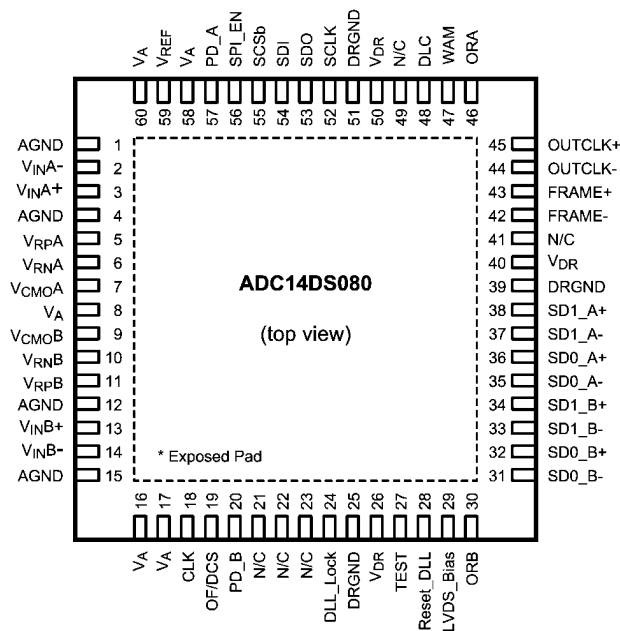 VA
VREF
VA
PD_A
SPI_EN
SCSb
SDI
SDO
SCLK
DRGND
VDR
N/C
DLC
WAM
ORA
60
59
58
57
56
55
54
53
52
51
50
49
48
47
46
AGND 1
VINA- 2
VINA+ 3
AGND 4
VRPA 5
VRNA 6
VCMOA 7
VA 8
VCMOB 9
VRNB 10
VRPB 11
AGND 12
VINB+ 13
VINB- 14
AGND 15
ADC14DS080
(top view)
* Exposed Pad
45 OUTCLK+
44 OUTCLK-
43 FRAME+
42 FRAME-
41 N/C
40 VDR
39 DRGND
38 SD1_A+
37 SD1_A-
36 SD0_A+
35 SD0_A-
34 SD1_B+
33 SD1_B-
32 SD0_B+
31 SD0_B-
16
17
18
19
20
21
22
23
24
25
26
27
28
29
30
VA
VA
CLK
OF/DCS
PD_B
N/C
N/C
N/C
DLL_Lock
DRGND
VDR
TEST
Reset_DLL
LVDS_Bias
ORB